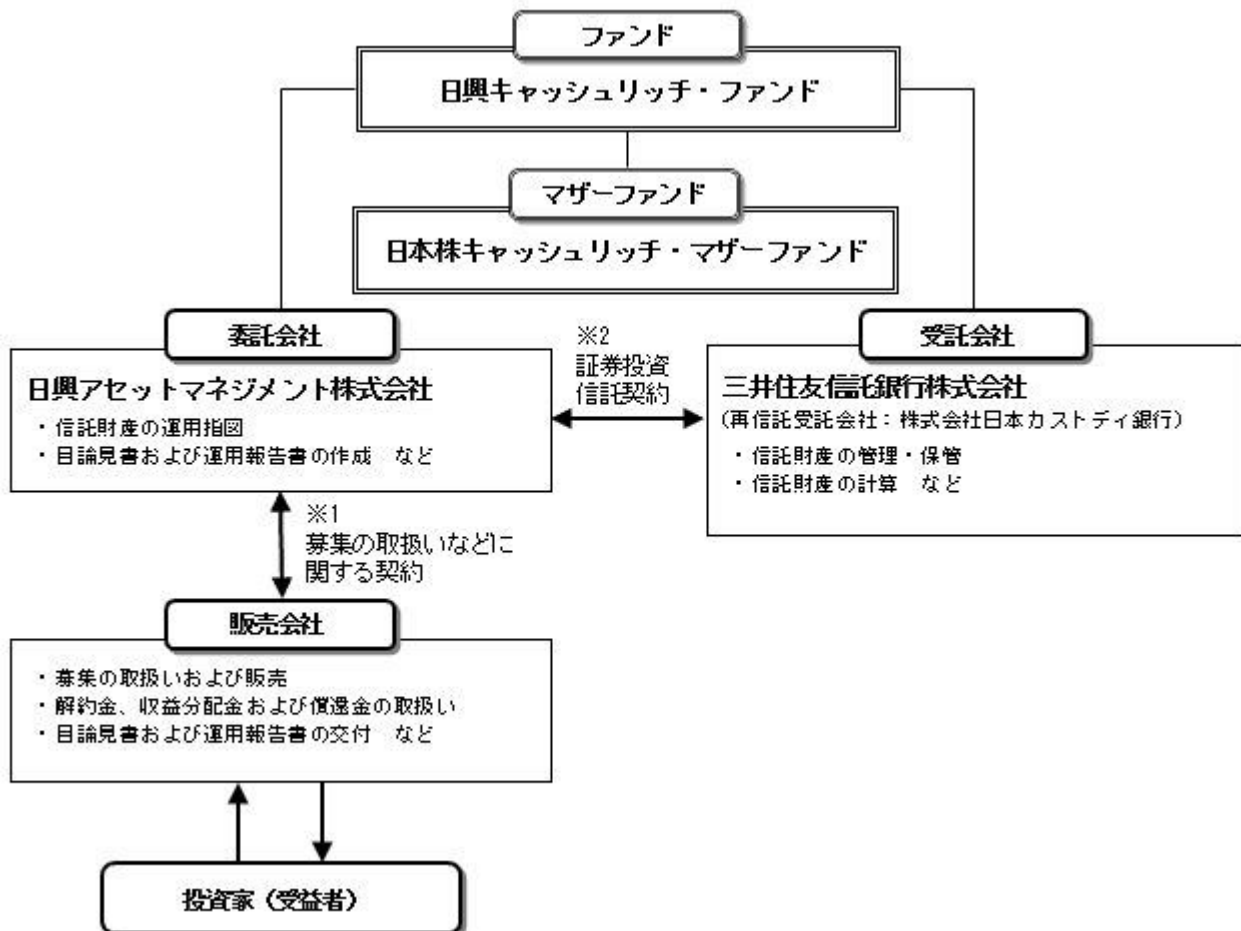 ファンド
日興キャッシュリッチ・ファンド
マザーファンド
日本株キャッシュリッチ・マザーファンド
委託会社
日興アセットマネジメント株式会社
・信託財産の運用指図
・目論見書および運用報告書の作成 など
※2
証券投資
信託契約
受託会社
三井住友信託銀行株式会社
(再信託受託会社:株式会社日本カストディ銀行)
・信託財産の管理・保管
・信託財産の計算 など
※1
募集の取扱いなどに
関する契約
販売会社
・募集の取扱いおよび販売
・解約金、収益分配金および償還金の取扱い
・目論見書および運用報告書の交付 など
投資家(受益者)